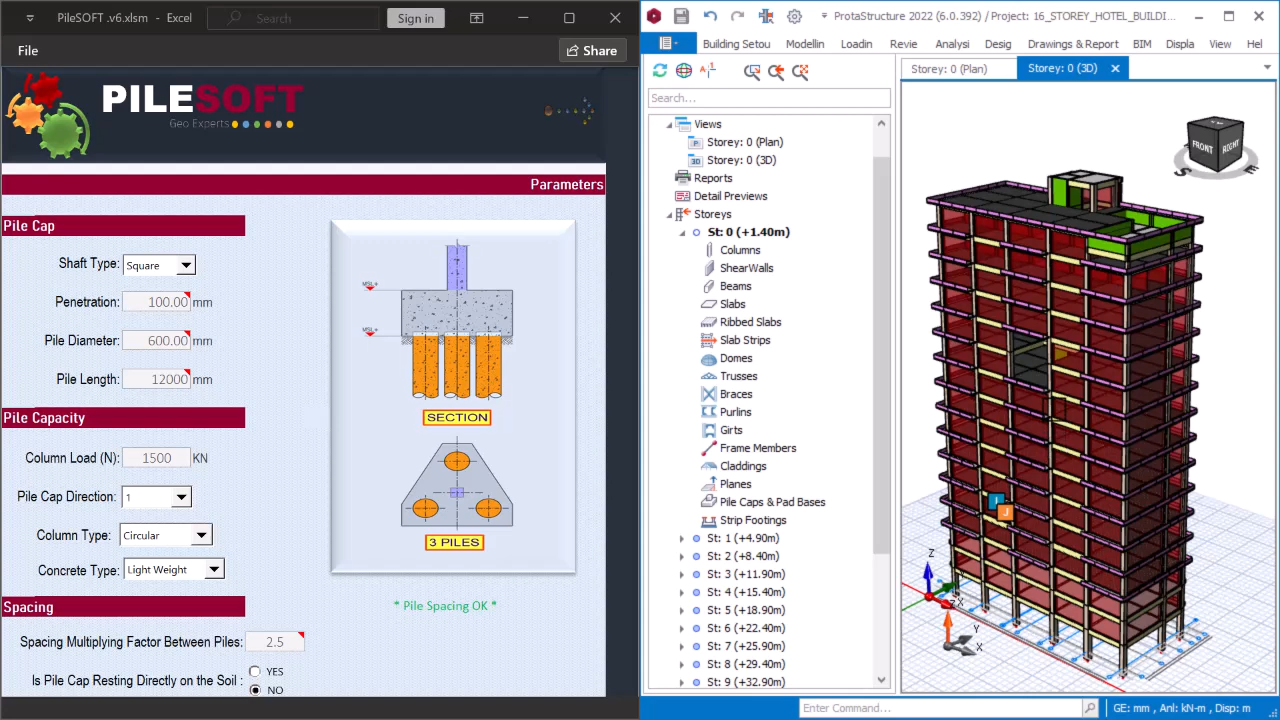 PileSOFT .v6.xlsm - Excel
Search
Sign in
File
Share
PILESOFT
Geo Experts
Parameters
Pile Cap
Shaft Type: Square
Penetration: 100.00 mm
Pile Diameter: 600.00 mm
Pile Length: 12000 mm
Pile Capacity
Column Load (N): 1500 KN
Pile Cap Direction: 1
Column Type: Circular
Concrete Type: Light Weight
Spacing
Spacing Multiplying Factor Between Piles: 2.5
Is Pile Cap Resting Directly on the Soil :
YES
NO
SECTION
3 PILES
* Pile Spacing OK *
ProtaStructure 2022 (6.0.392) / Project: 16_STOREY_HOTEL_BUILDI...
Building Setou Modellin Loadin Revie Analysi Desig Drawings & Report BIM Displa View Hel
Search...
Views
Storey: 0 (Plan)
Storey: 0 (3D)
Reports
Detail Previews
Storeys
St: 0 (+1.40m)
Columns
ShearWalls
Beams
Slabs
Ribbed Slabs
Slab Strips
Domes
Trusses
Braces
Purlins
Girts
Frame Members
Claddings
Planes
Pile Caps & Pad Bases
Strip Footings
St: 1 (+4.90m)
St: 2 (+8.40m)
St: 3 (+11.90m)
St: 4 (+15.40m)
St: 5 (+18.90m)
St: 6 (+22.40m)
St: 7 (+25.90m)
St: 8 (+29.40m)
St: 9 (+32.90m)
Storey: 0 (Plan)
Storey: 0 (3D)
FRONT
RIGHT
S
E
Z
X
Y
X
Enter Command...
GE: mm , Anl: kN-m , Disp: m